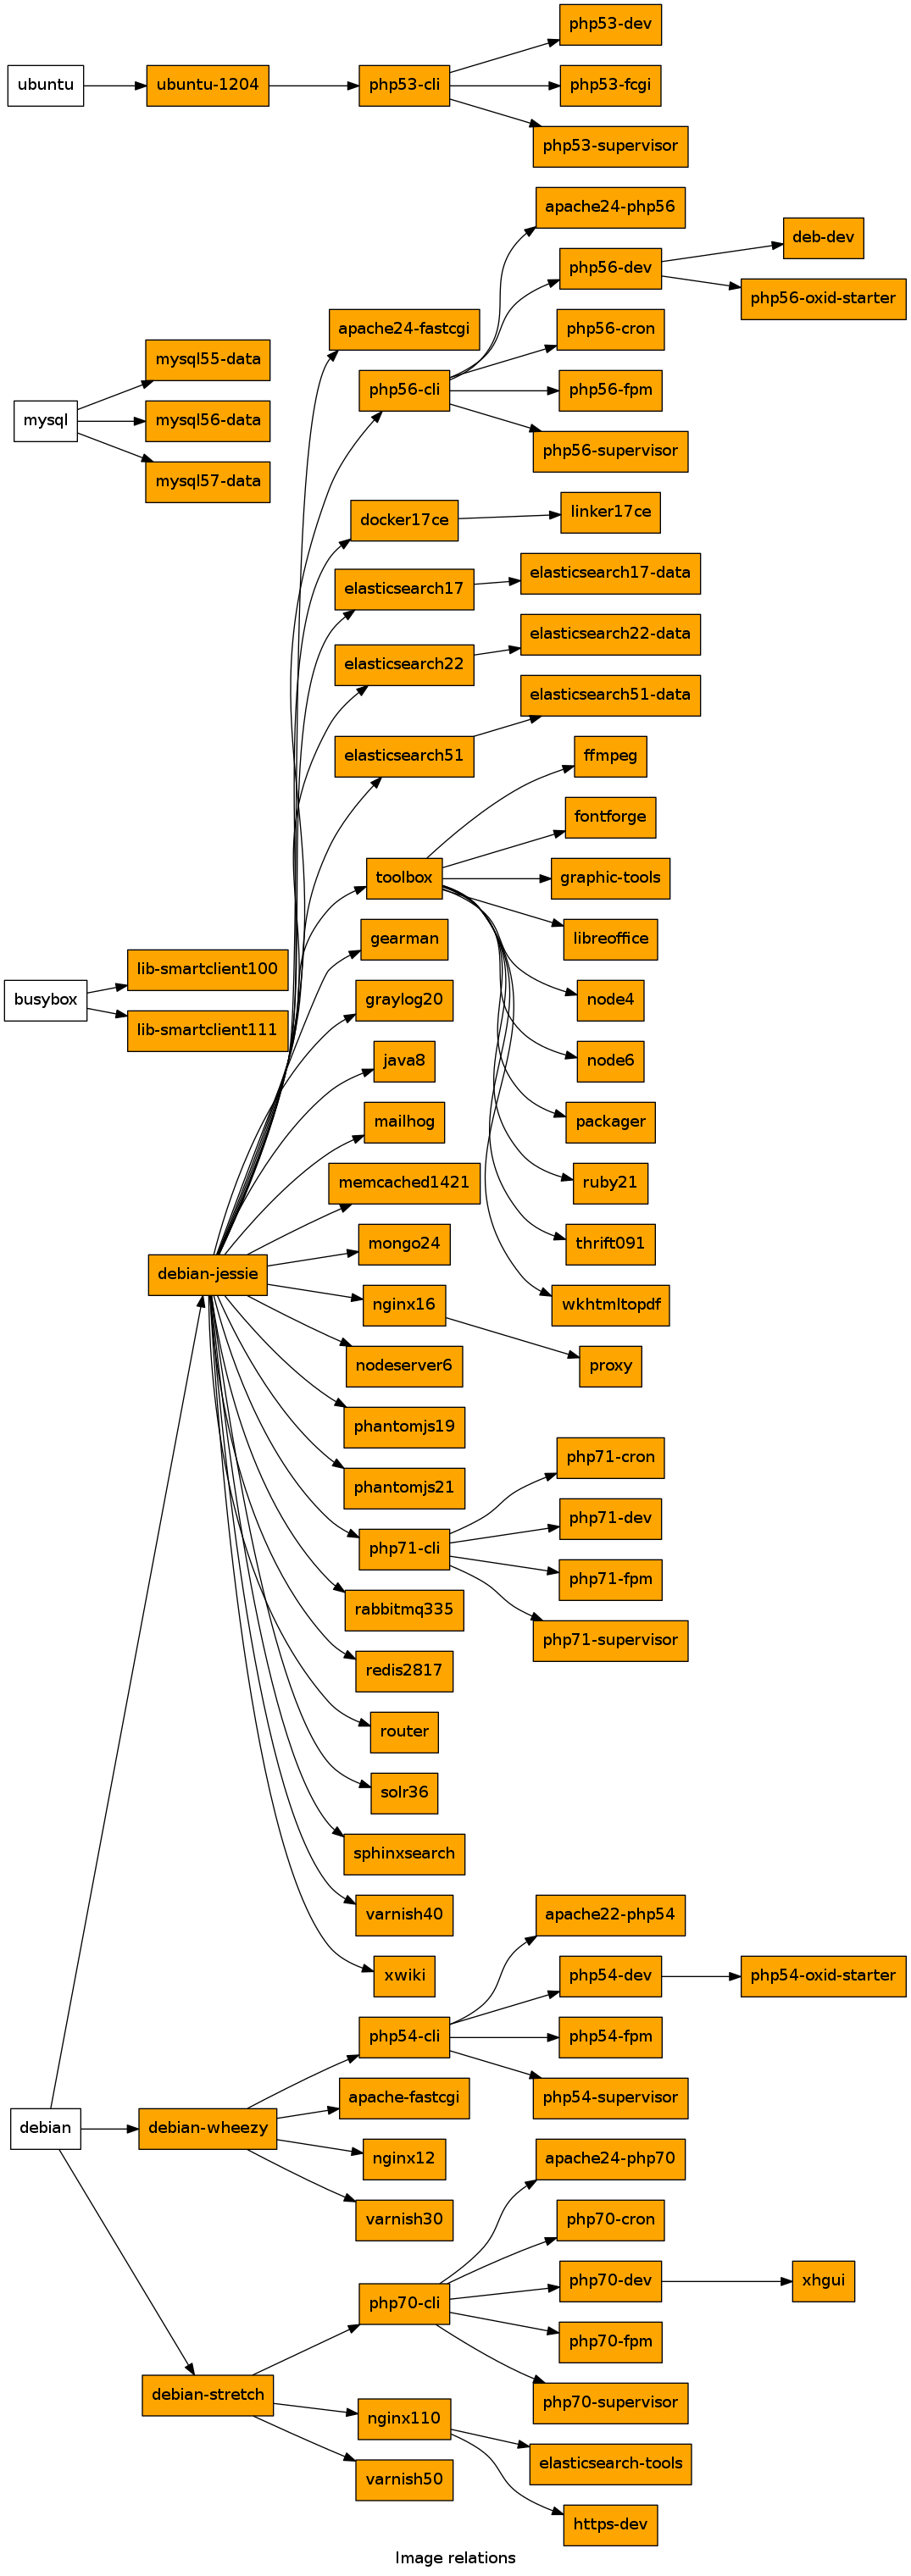 php53-dev
ubuntu
ubuntu-1204
php53-cli
php53-fcgi
php53-supervisor
apache24-php56
deb-dev
php56-dev
php56-oxid-starter
apache24-fastcgi
php56-cron
mysql55-data
php56-cli
php56-fpm
mysql
mysql56-data
php56-supervisor
mysql57-data
docker17ce
linker17ce
elasticsearch17
elasticsearch17-data
elasticsearch22
elasticsearch22-data
elasticsearch51-data
elasticsearch51
ffmpeg
fontforge
toolbox
graphic-tools
gearman
libreoffice
lib-smartclient100
busybox
graylog20
node4
lib-smartclient111
java8
node6
mailhog
packager
memcached1421
ruby21
mongo24
thrift091
debian-jessie
nginx16
wkhtmltopdf
nodeserver6
proxy
phantomjs19
php71-cron
phantomjs21
php71-dev
php71-cli
php71-fpm
rabbitmq335
php71-supervisor
redis2817
router
solr36
sphinxsearch
varnish40
apache22-php54
xwiki
php54-dev
php54-oxid-starter
php54-cli
php54-fpm
apache-fastcgi
php54-supervisor
debian
debian-wheezy
nginx12
apache24-php70
varnish30
php70-cron
php70-cli
php70-dev
xhgui
php70-fpm
debian-stretch
php70-supervisor
nginx110
elasticsearch-tools
varnish50
https-dev
Image relations